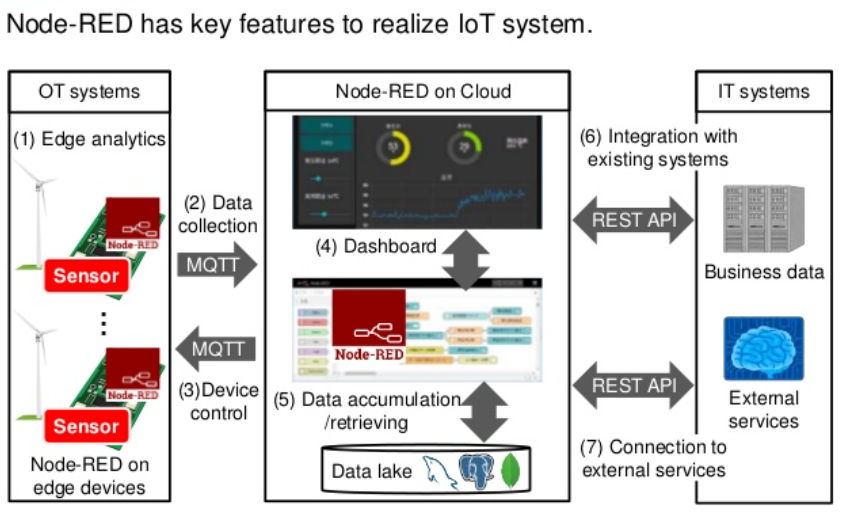 Node-RED has key features to realize IoT system.
OT systems
(1) Edge analytics
Node-RED
Sensor
Node-RED
Sensor
Node-RED on
edge devices
(2) Data
collection
MQTT
MQTT
(3)Device
control
Node-RED on Cloud
53
29
(4) Dashboard
Node-RED
(5) Data accumulation
/retrieving
Data lake
(6) Integration with
existing systems
REST API
REST API
(7) Connection to
external services
IT systems
Business data
External
services